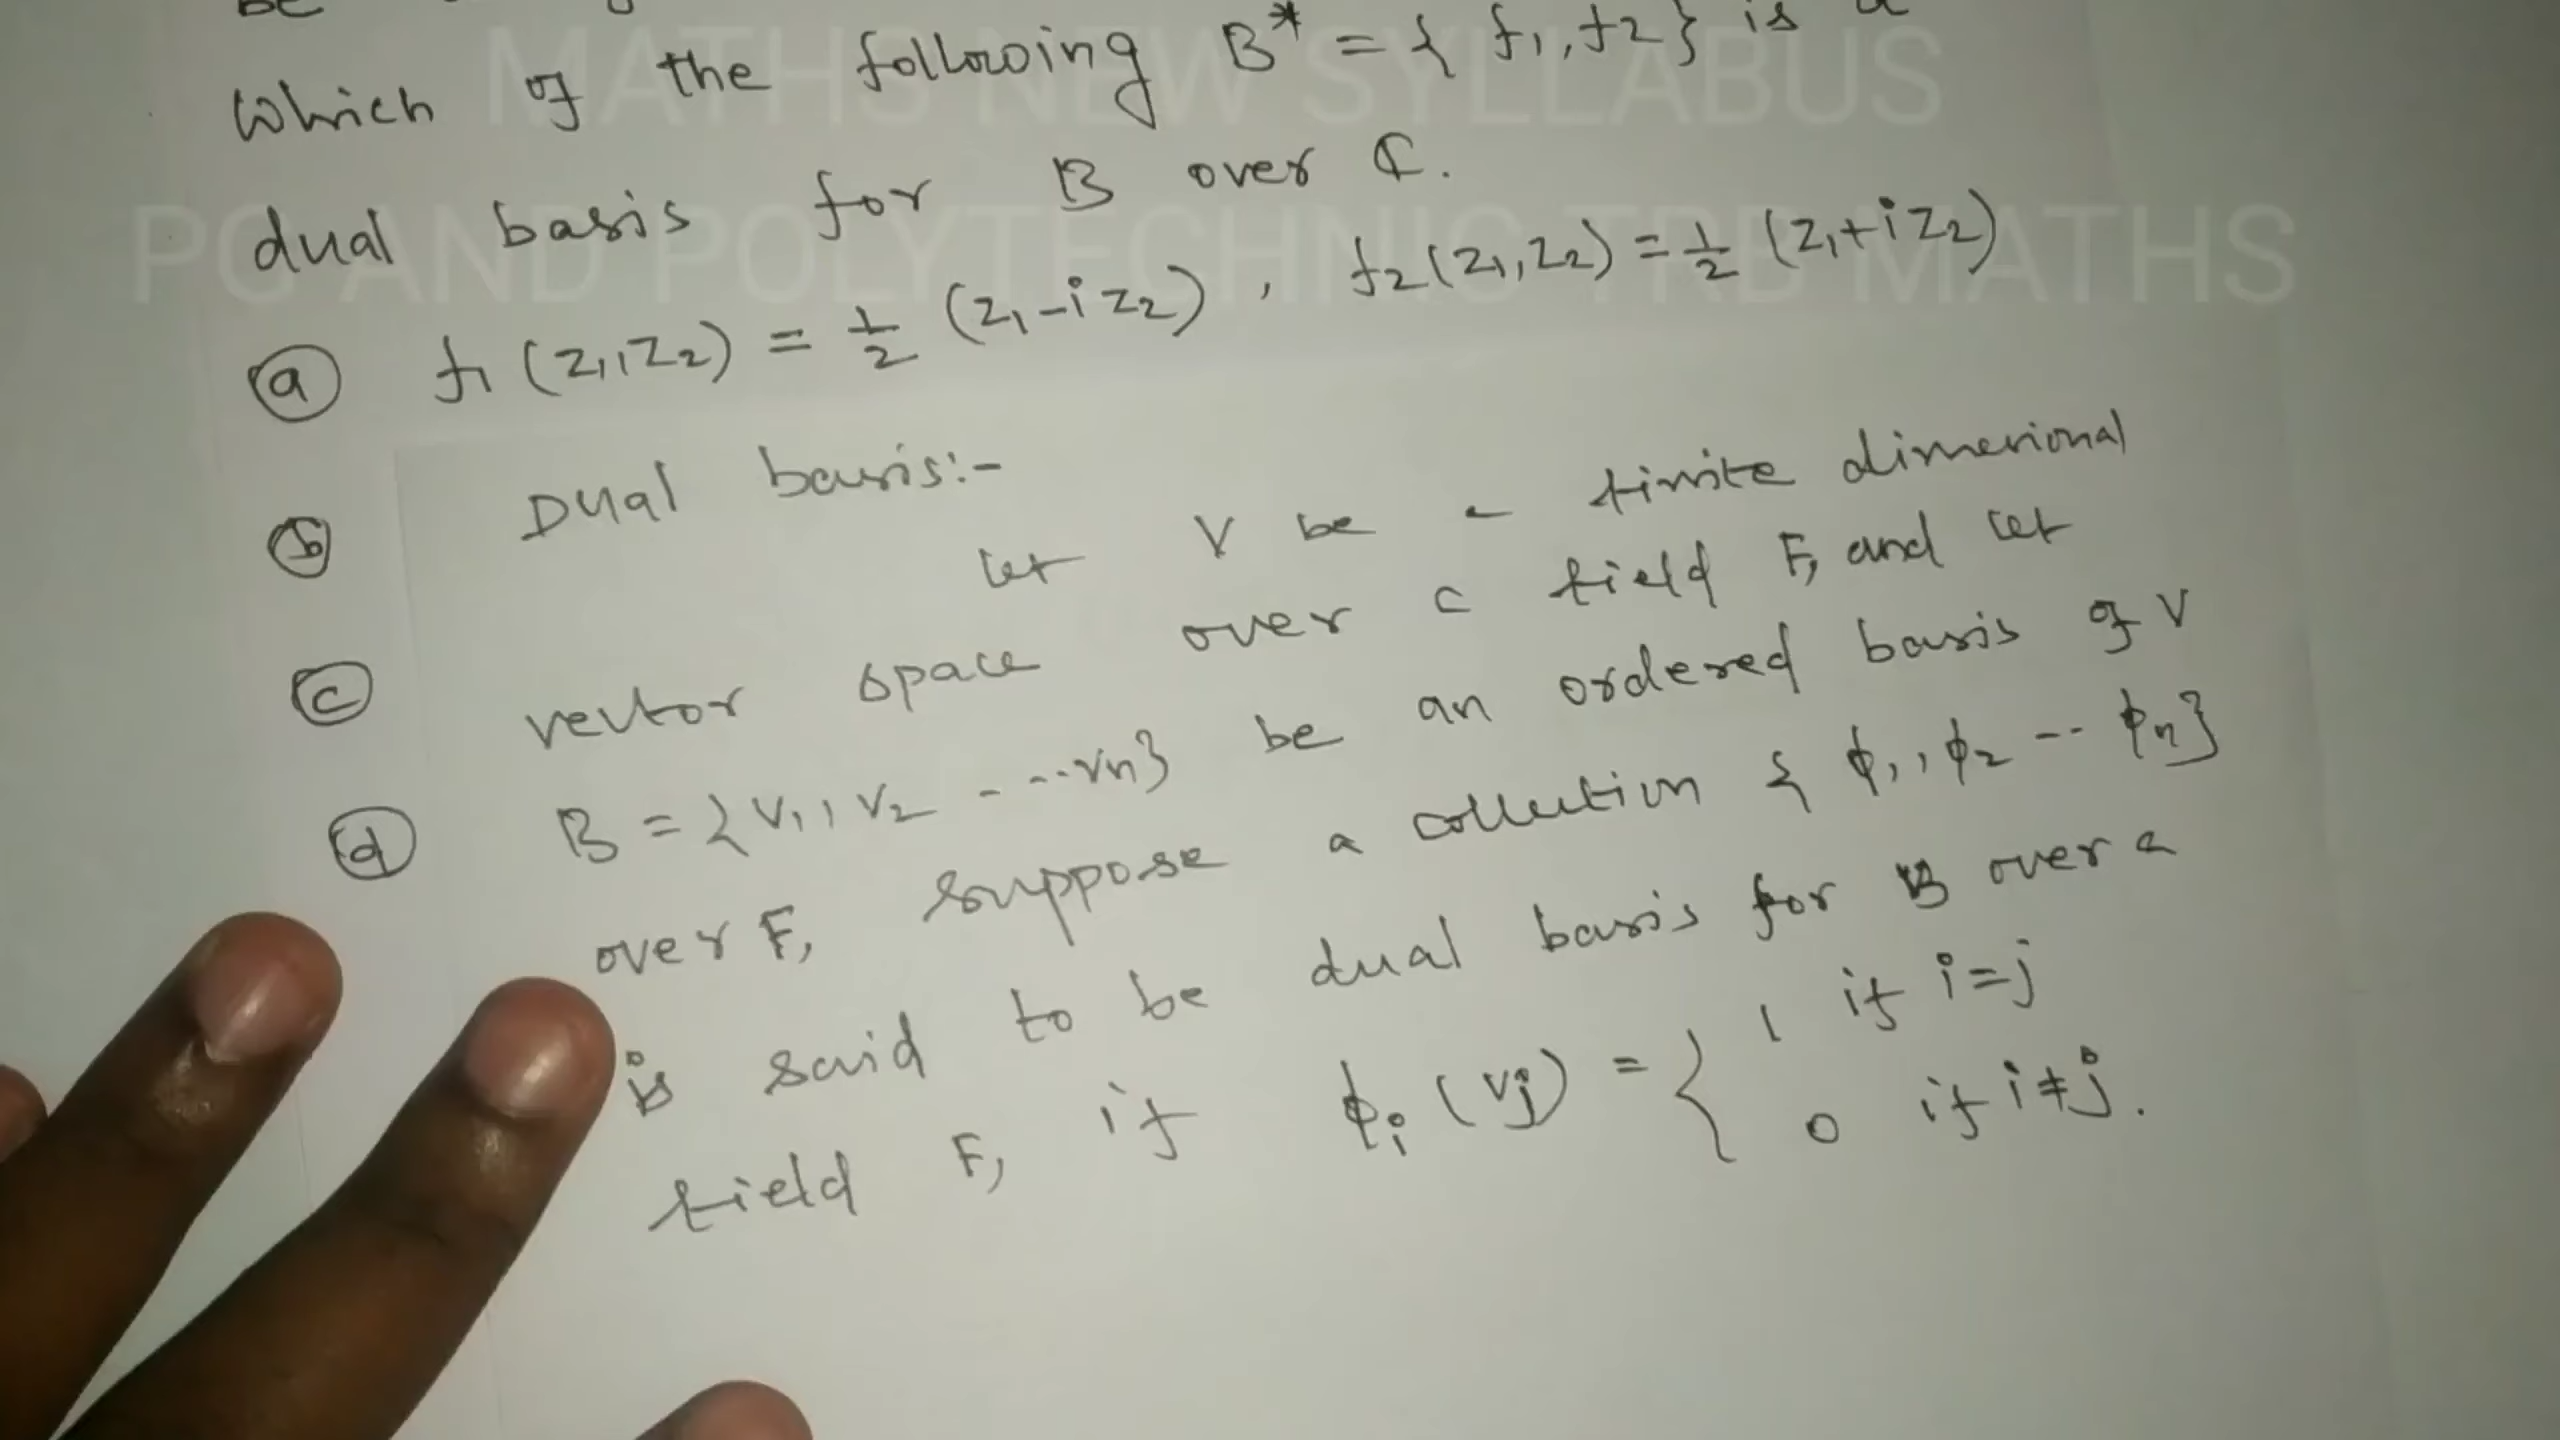 be
which of the following B* = { f1, f2 } is a
dual basis for B over ₵.
(a) f1 (z1, z2) = 1/2 (z1 - i z2), f2 (z1, z2) = 1/2 (z1 + i z2)
(b) Dual basis:-
let V be a finite dimenional
(c) vector space over a field F, and let
(d) B = { v1, v2 - - - vn } be an ordered basis of V
over F, suppose a collection { ϕ1, ϕ2 -- ϕn }
is said to be dual basis for B over a
field F, if ϕi (vj) = { 1 if i = j
0 if i ≠ j.
MATHS NEW SYLLABUS
PG AND POLYTECHNIC TRB MATHS